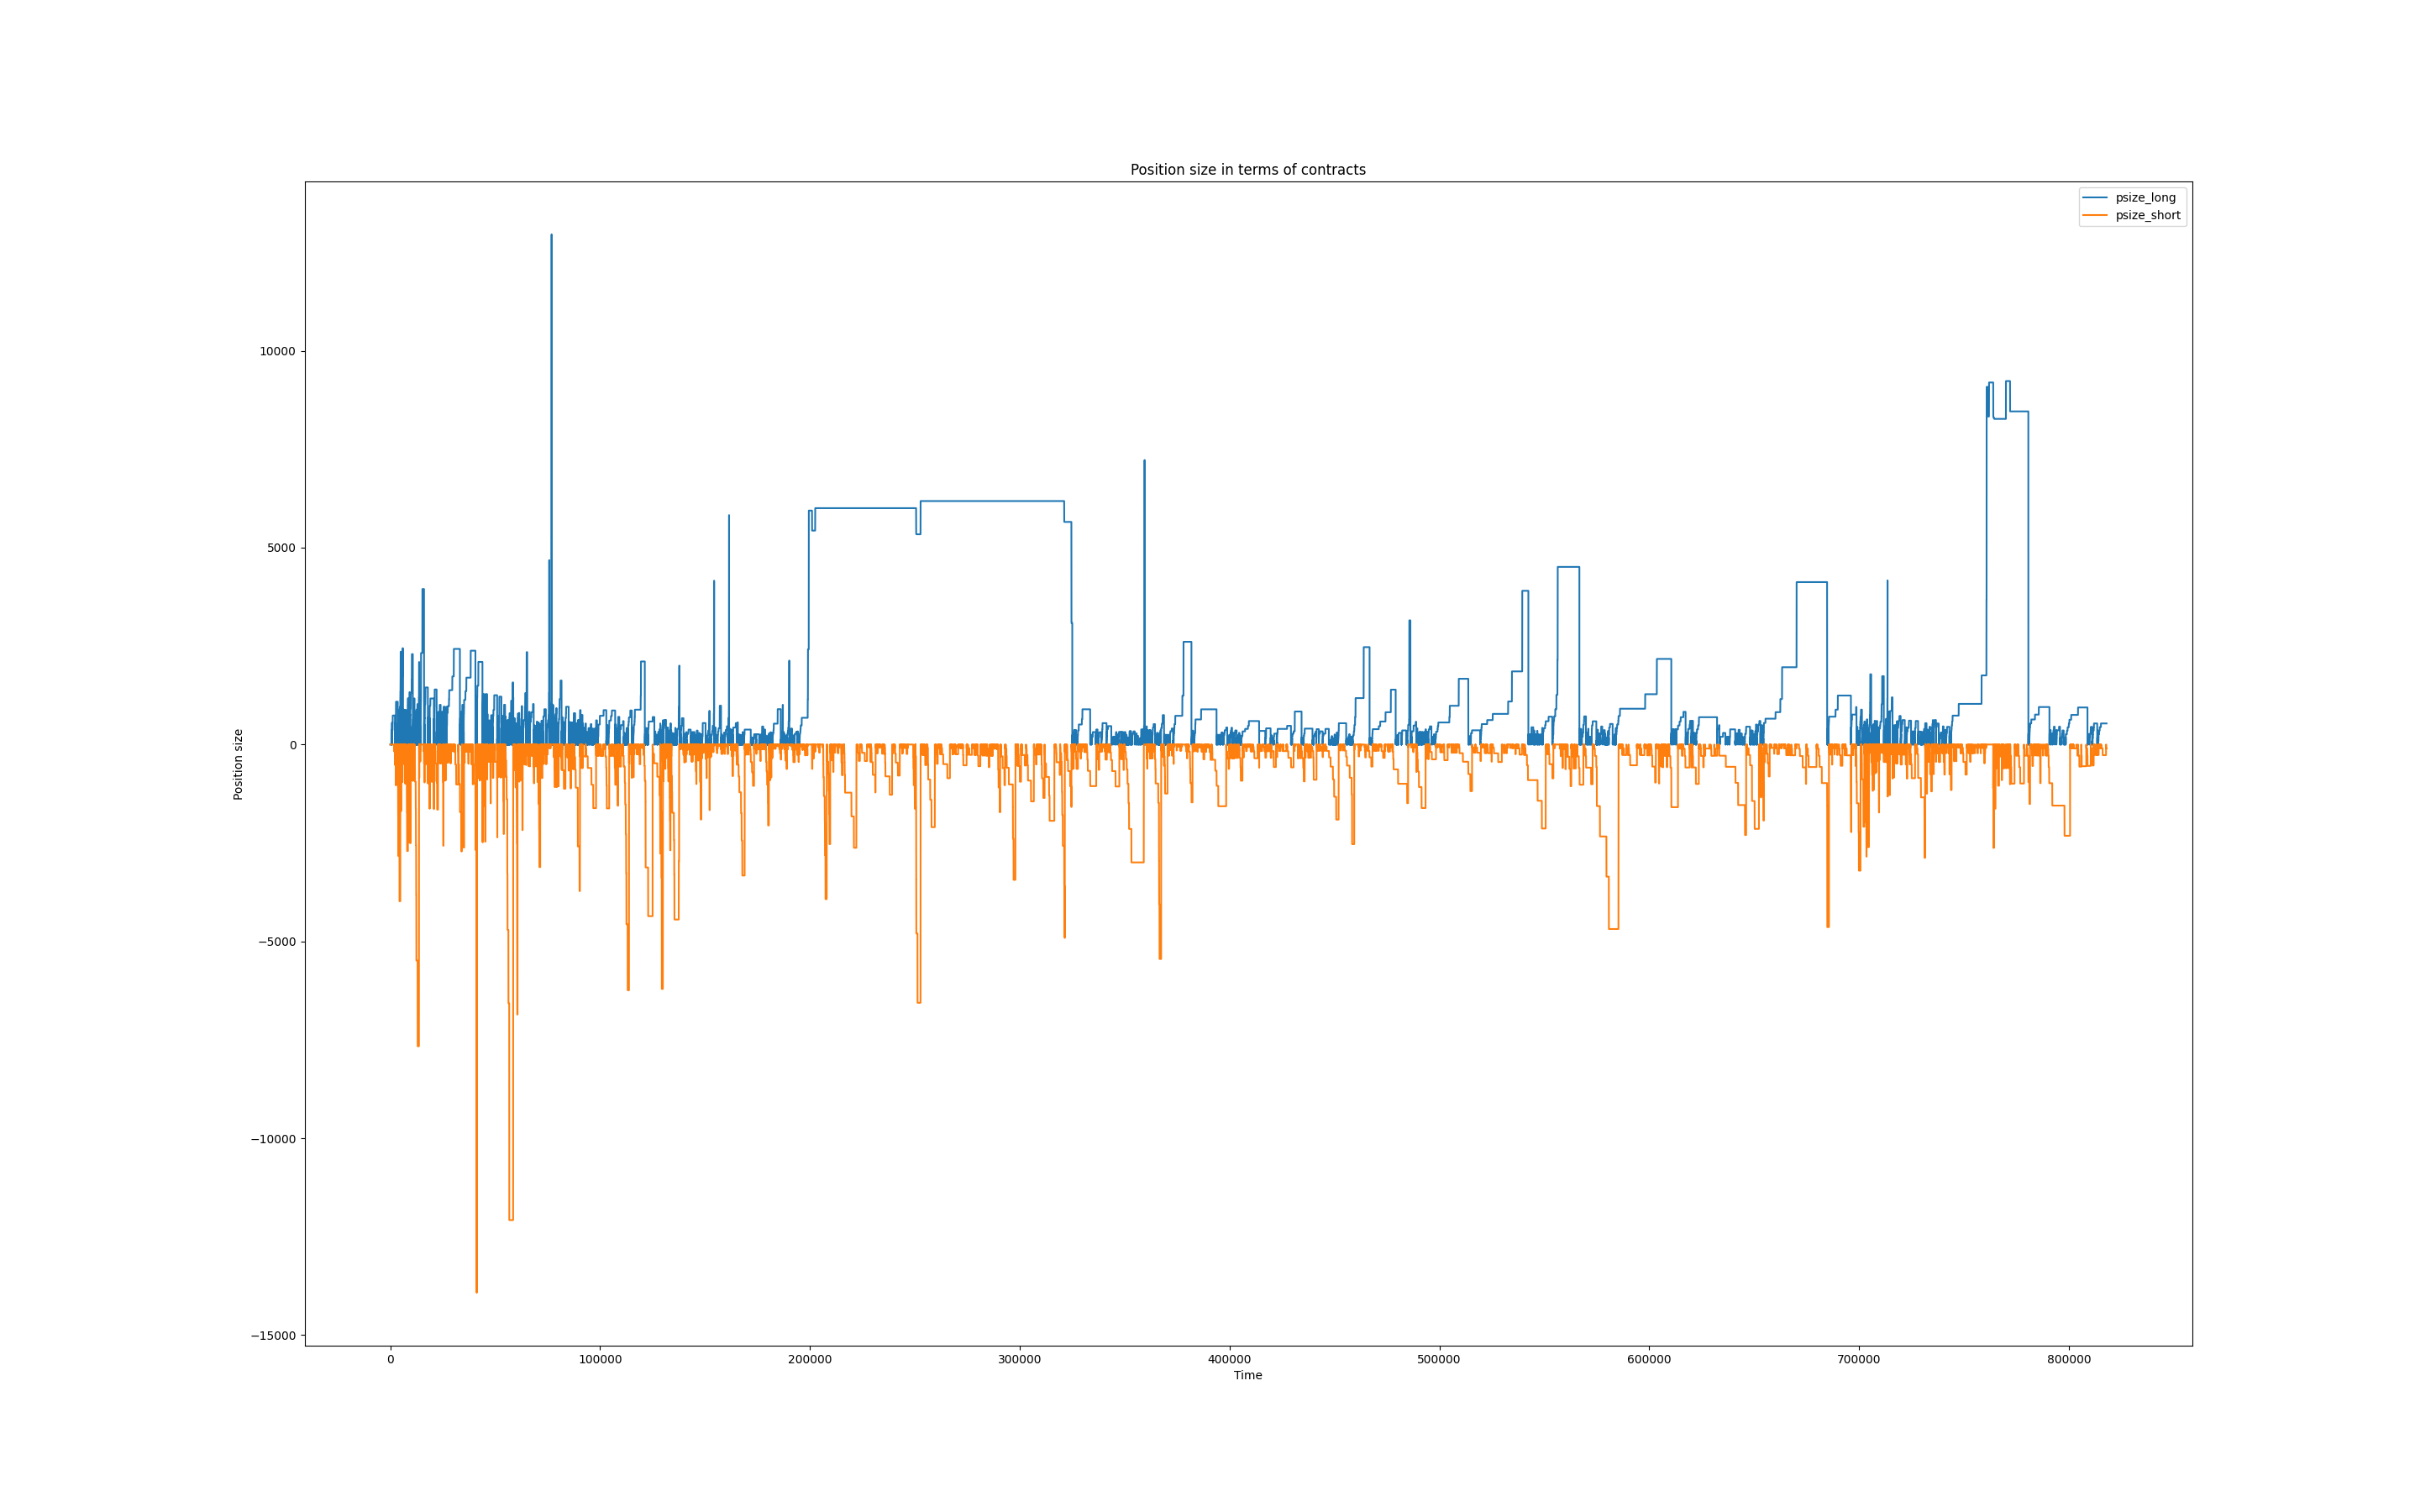 Position size in terms of contracts
psize_long
psize_short
10000
5000
0
−5000
−10000
−15000
Position size
0 100000 200000 300000 400000 500000 600000 700000 800000
Time